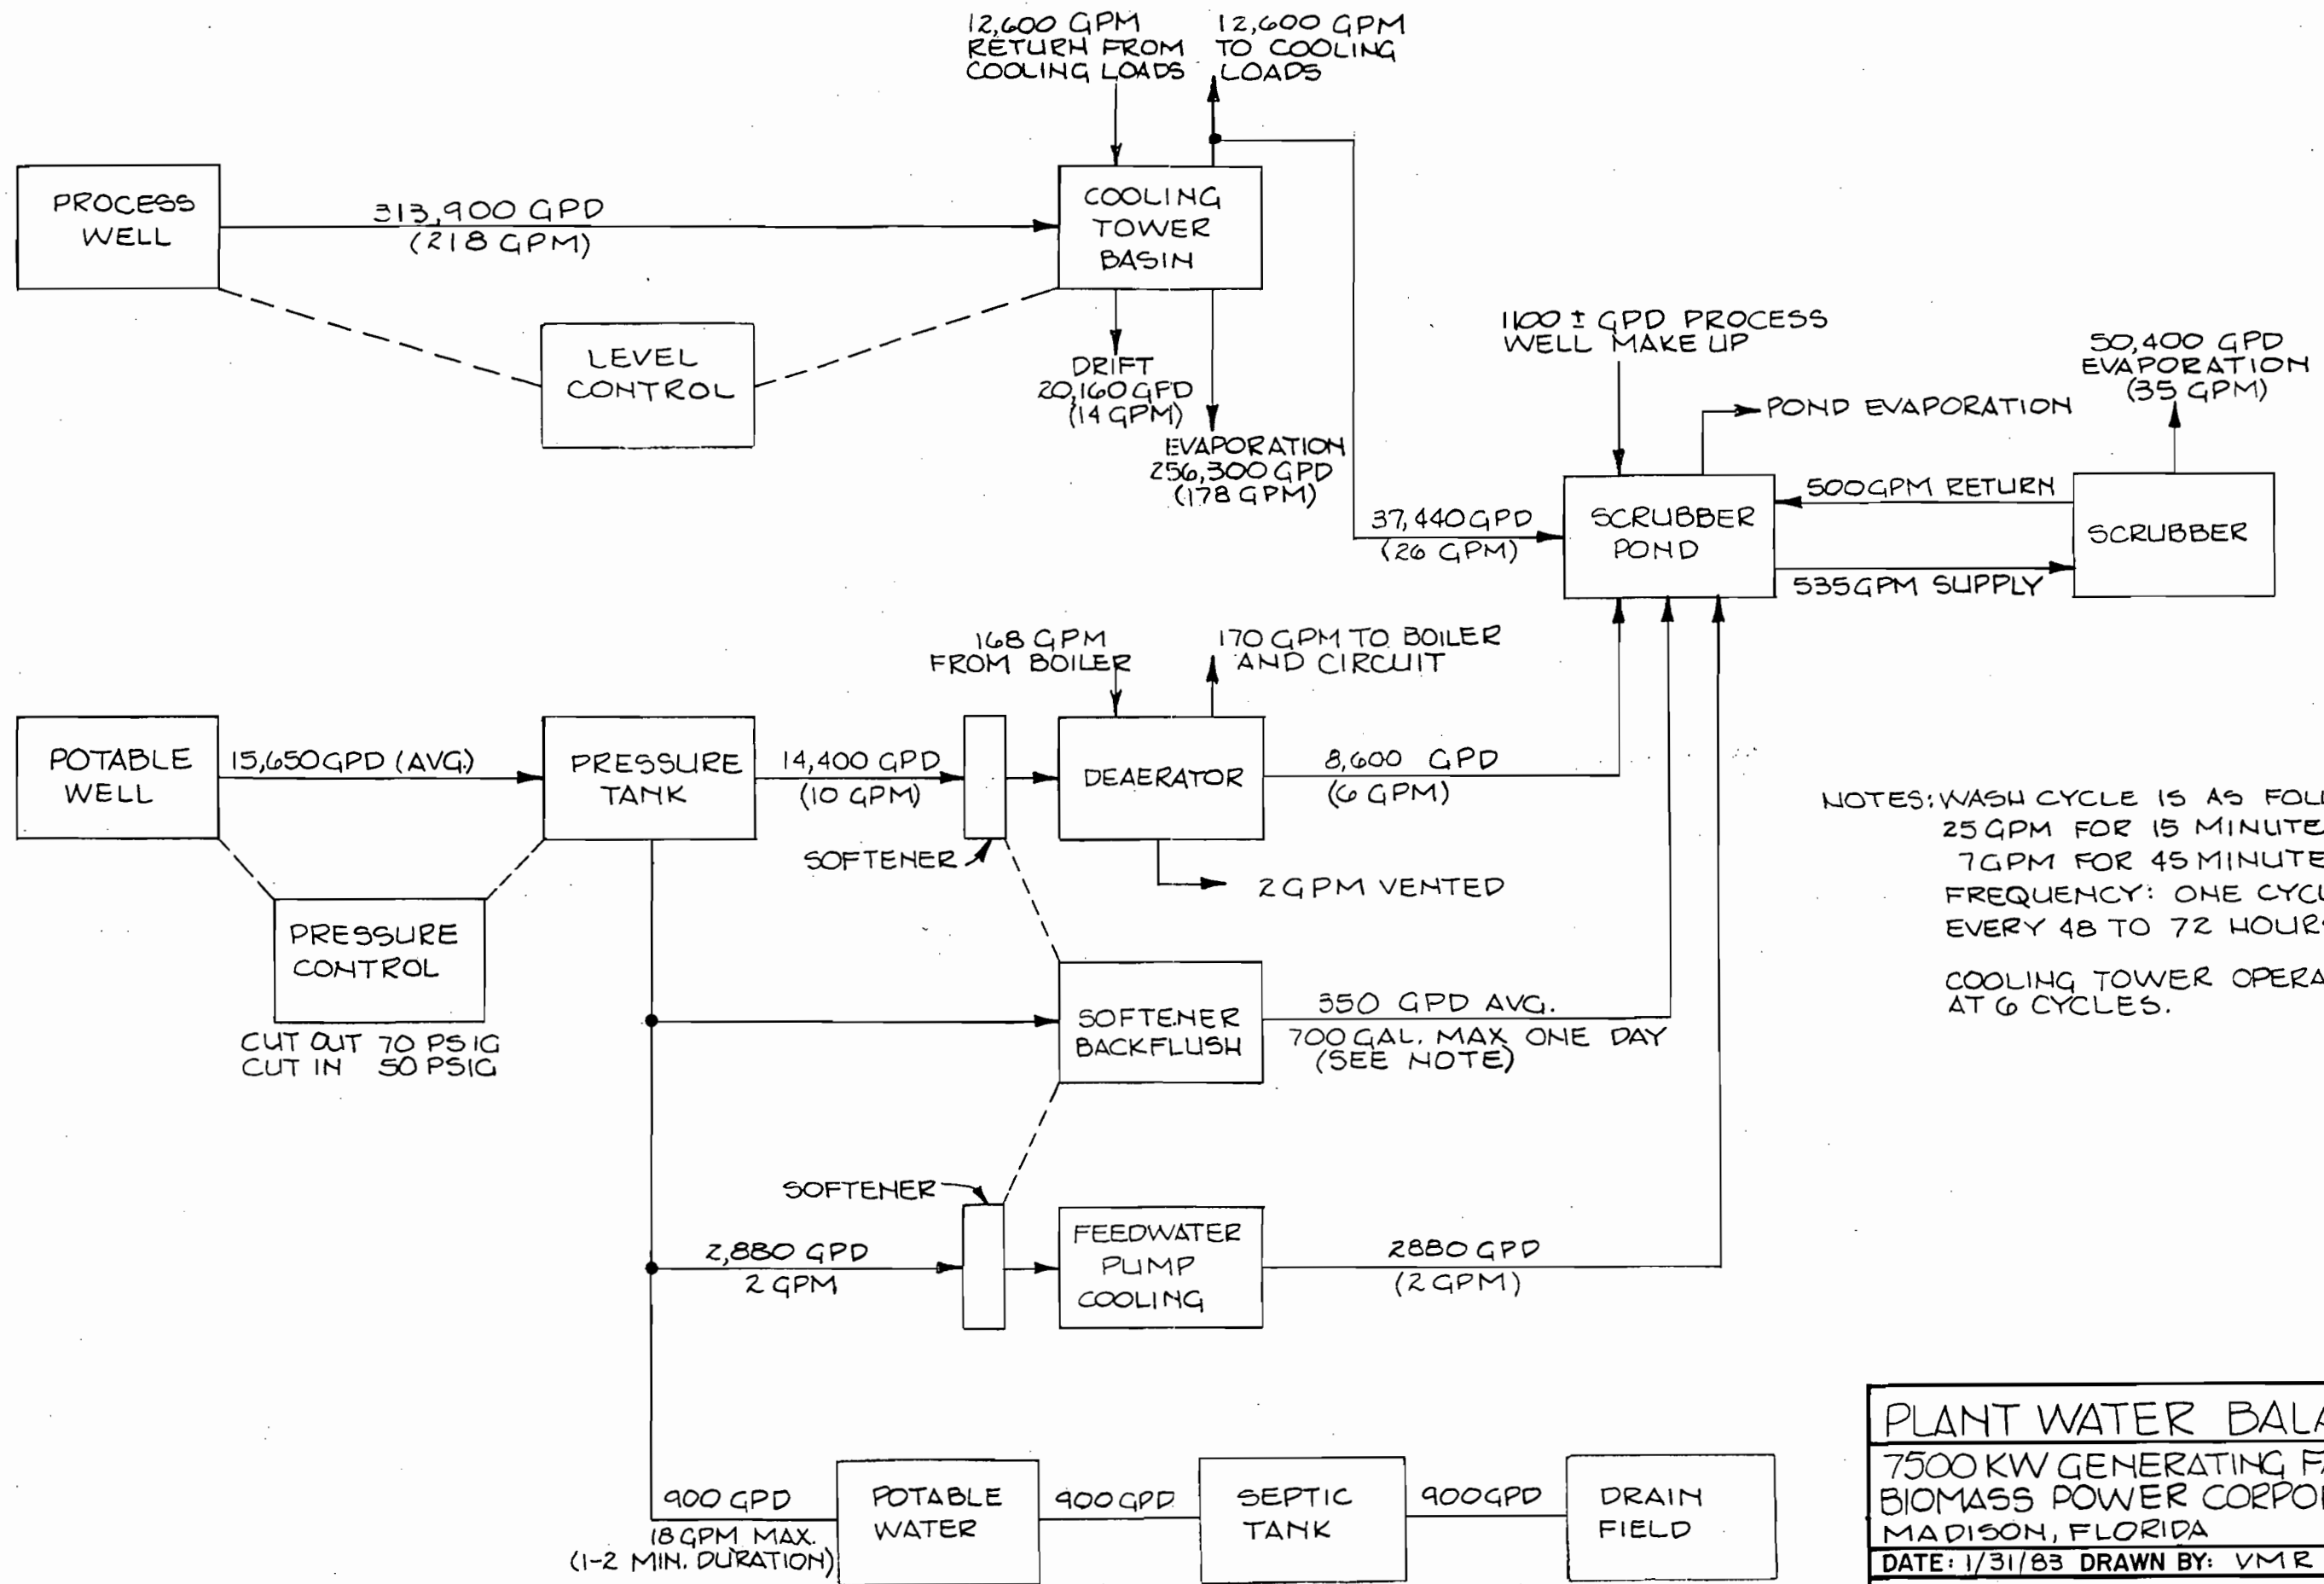 12,600 GPM
RETURN FROM
COOLING LOADS
12,600 GPM
TO COOLING
LOADS
PROCESS
WELL
313,900 GPD
(218 GPM)
COOLING
TOWER
BASIN
LEVEL
CONTROL
DRIFT
20,160 GPD
(14 GPM)
EVAPORATION
256,300 GPD
(178 GPM)
1100 ± GPD PROCESS
WELL MAKE UP
50,400 GPD
EVAPORATION
(35 GPM)
POND EVAPORATION
37,440 GPD
(26 GPM)
SCRUBBER
POND
500 GPM RETURN
535 GPM SUPPLY
SCRUBBER
168 GPM
FROM BOILER
170 GPM TO BOILER
AND CIRCUIT
POTABLE
WELL
15,650 GPD (AVG.)
PRESSURE
TANK
14,400 GPD
(10 GPM)
SOFTENER
DEAERATOR
8,600 GPD
(6 GPM)
2 GPM VENTED
PRESSURE
CONTROL
CUT OUT 70 PSIG
CUT IN 50 PSIG
SOFTENER
BACKFLUSH
350 GPD AVG.
700 GAL. MAX ONE DAY
(SEE NOTE)
NOTES: WASH CYCLE IS AS
25 GPM FOR 15
7 GPM FOR 45
FREQUENCY: ONE
EVERY 48 TO 72
COOLING TOWER
AT 6 CYCLES.
SOFTENER
2,880 GPD
2 GPM
FEEDWATER
PUMP
COOLING
2880 GPD
(2 GPM)
900 GPD
18 GPM MAX.
(1-2 MIN. DURATION)
POTABLE
WATER
900 GPD
SEPTIC
TANK
900 GPD
DRAIN
FIELD
PLANT WATER
7500 KW GENERATING
BIOMASS POWER
MADISON, FLORIDA
DATE: 1/31/83 DRAWN BY: VMR